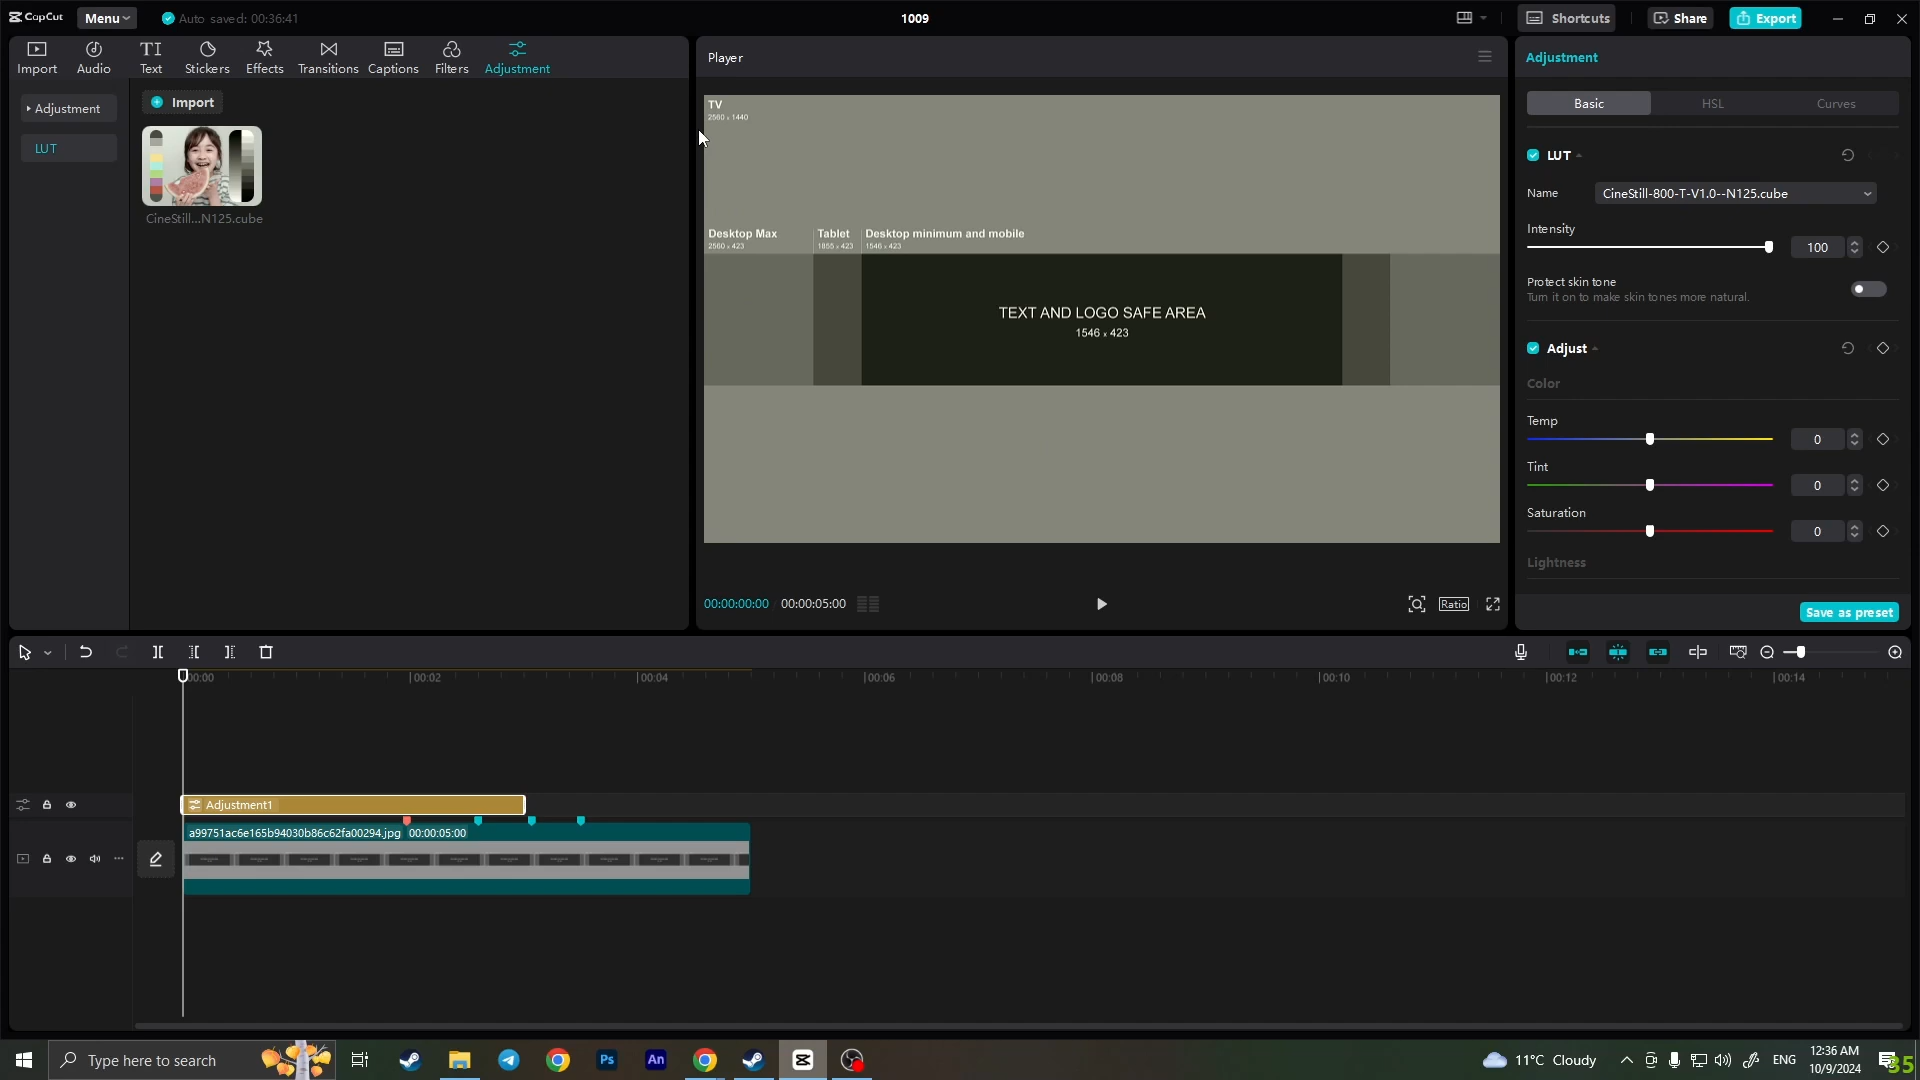 CapCut
Menu
Auto saved: 00:36:41
1009
Shortcuts
Share
Export
Import
Audio
TI
Text
Stickers
Effects
Transitions
Captions
Filters
Adjustment
Adjustment
LUT
Import
CineStill...N125.cube
Player
TV
2560 x 1440
Desktop Max
2560 x 423
Tablet
1855 x 423
Desktop minimum and mobile
1546 x 423
TEXT AND LOGO SAFE AREA
1546 x 423
00:00:00:00
00:00:05:00
Ratio
Adjustment
Basic
HSL
Curves
LUT
Name
CineStill-800-T-V1.0--N125.cube
Intensity
100
Protect skin tone
Turn it on to make skin tones more natural.
Adjust
Color
Temp
0
Tint
0
Saturation
0
Lightness
Save as preset
00:00
00:02
00:04
00:06
00:08
00:10
00:12
00:14
Adjustment1
a99751ac6e165b94030b86c62fa00294.jpg 00:00:05:00
Type here to search
Ps
An
11°C Cloudy
ENG
12:36 AM
10/9/2024
35